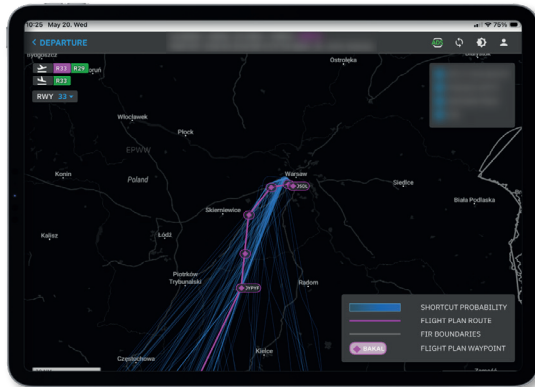 10:25 May 20. Wed
75%
< DEPARTURE
Bydgoszcz
Ostrołęka
R33 R29
R33
RWY 33
Włocławek
Płock
EPWW
Konin
Poland
Warsaw
Siedlce
Biała Podlaska
Skierniewice
Kalisz
Łódź
Piotrków
Trybunalski
Radom
SHORTCUT PROBABILITY
FLIGHT PLAN ROUTE
FIR BOUNDARIES
BAKAL FLIGHT PLAN WAYPOINT
Częstochowa
Kielce
Zamość